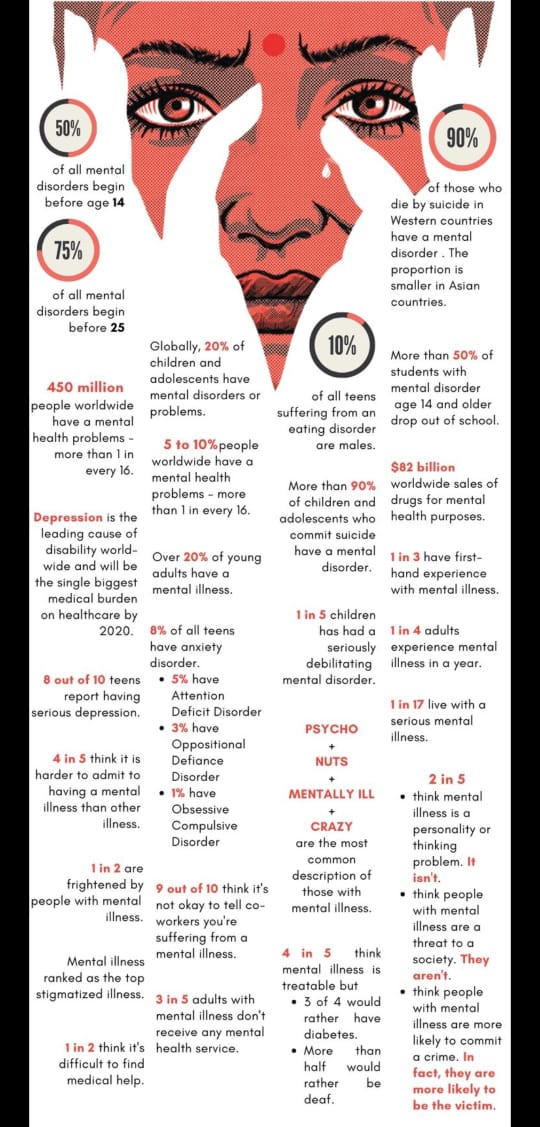 50%
of all mental
disorders begin
before age 14
75%
of all mental
disorders begin
before 25
450 million
people worldwide
have a mental
health problems -
more than 1 in
every 16.
Depression is the
leading cause of
disability world-
wide and will be
the single biggest
medical burden
on healthcare by
2020.
8 out of 10 teens
report having
serious depression.
4 in 5 think it is
harder to admit to
having a mental
illness than other
illness.
1 in 2 are
frightened by
people with mental
illness.
Mental illness
ranked as the top
stigmatized illness.
1 in 2 think it's
difficult to find
medical help.
Globally, 20% of
children and
adolescents have
mental disorders or
problems.
5 to 10%people
worldwide have a
mental health
problems - more
than 1 in every 16.
Over 20% of young
adults have a
mental illness.
8% of all teens
have anxiety
disorder.
• 5% have
Attention
Deficit Disorder
• 3% have
Oppositional
Defiance
Disorder
• 1% have
Obsessive
Compulsive
Disorder
9 out of 10 think it's
not okay to tell co-
workers you're
suffering from a
mental illness.
3 in 5 adults with
mental illness don't
receive any mental
health service.
10%
of all teens
suffering from an
eating disorder
are males.
More than 90%
of children and
adolescents who
commit suicide
have a mental
disorder.
1 in 5 children
has had a
seriously
debilitating
mental disorder.
PSYCHO
+
NUTS
+
MENTALLY ILL
+
CRAZY
are the most
common
description of
those with
mental illness.
4 in 5 think
mental illness is
treatable but
• 3 of 4 would
rather have
diabetes.
• More than
half would
rather be
deaf.
90%
of those who
die by suicide in
Western countries
have a mental
disorder . The
proportion is
smaller in Asian
countries.
More than 50% of
students with
mental disorder
age 14 and older
drop out of school.
$82 billion
worldwide sales of
drugs for mental
health purposes.
1 in 3 have first-
hand experience
with mental illness.
1 in 4 adults
experience mental
illness in a year.
1 in 17 live with a
serious mental
illness.
2 in 5
• think mental
illness is a
personality or
thinking
problem. It
isn't.
• think people
with mental
illness are a
threat to a
society. They
aren't.
• think people
with mental
illness are more
likely to commit
a crime. In
fact, they are
more likely to
be the victim.